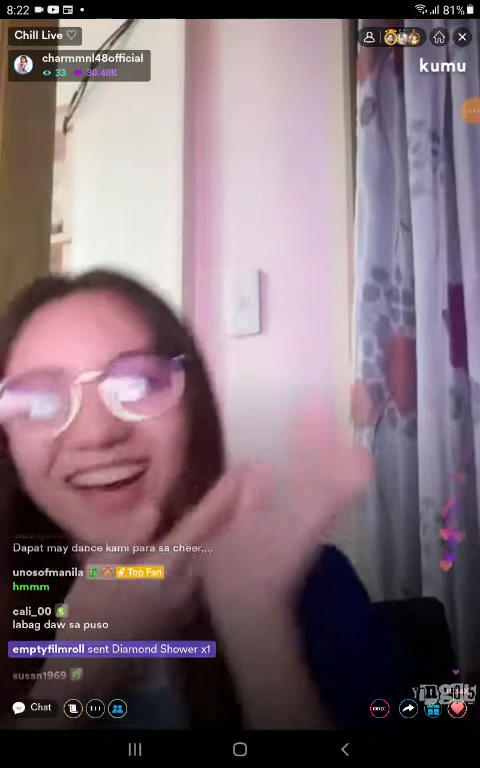 8:22
81%
Chill Live ♡
charmmnl48official
33 30.40K
kumu
Dapat may dance kami para sa cheer....
unosofmanila Top Fan
hmmm
cali_00
labag daw sa puso
emptyfilmroll sent Diamond Shower x1
susan1969
Chat